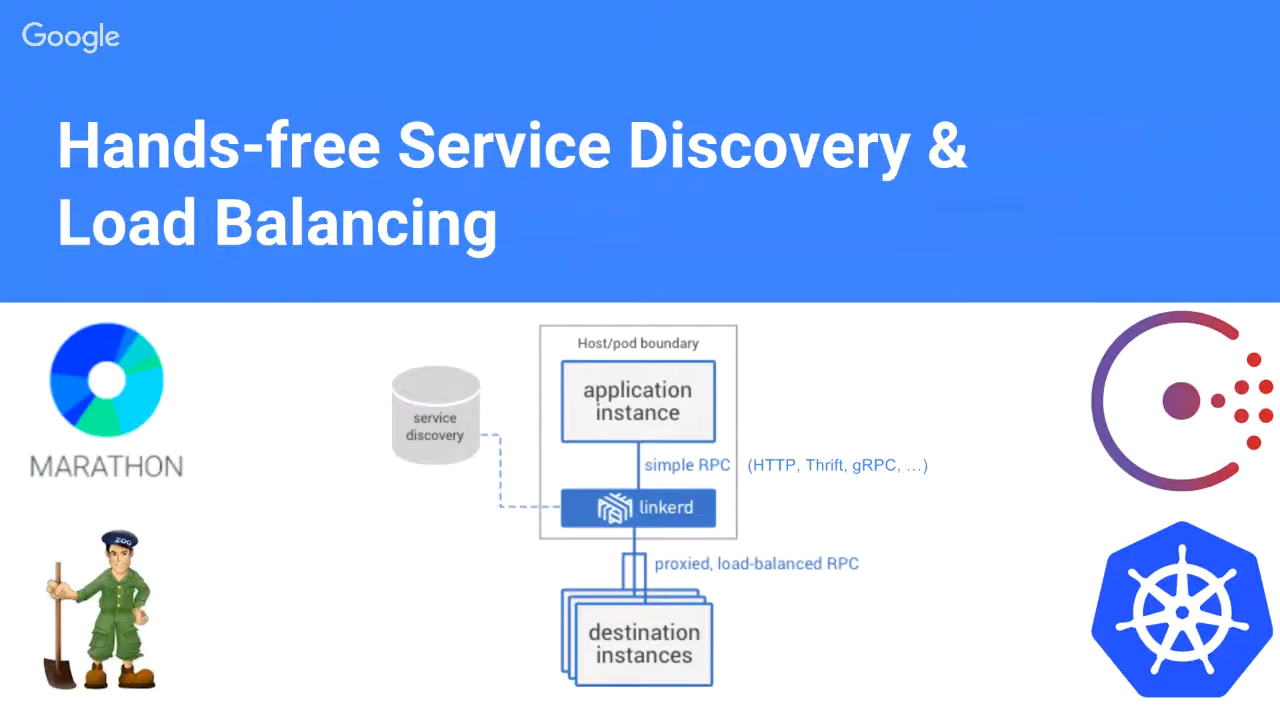 Google
Hands-free Service Discovery &
Load Balancing
MARATHON
ZOO
service
discovery
Host/pod boundary
application
instance
simple RPC (HTTP, Thrift, gRPC, …)
linkerd
proxied, load-balanced RPC
destination
instances